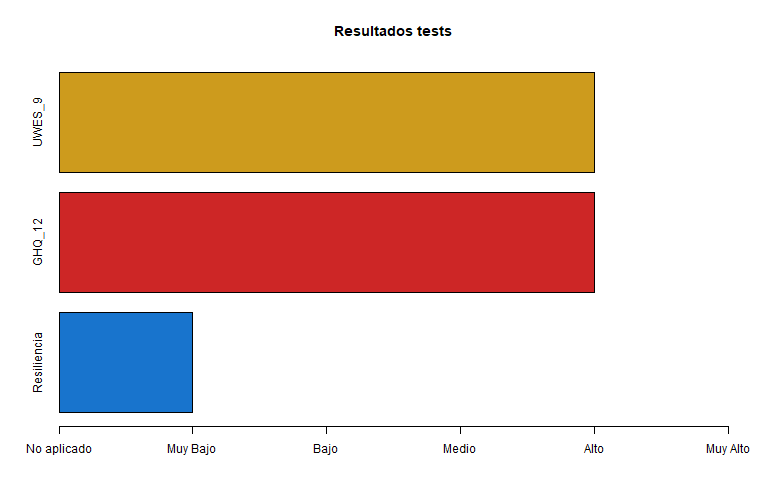 Resultados tests
UWES_9
GHQ_12
Resiliencia
No aplicado
Muy Bajo
Bajo
Medio
Alto
Muy Alto